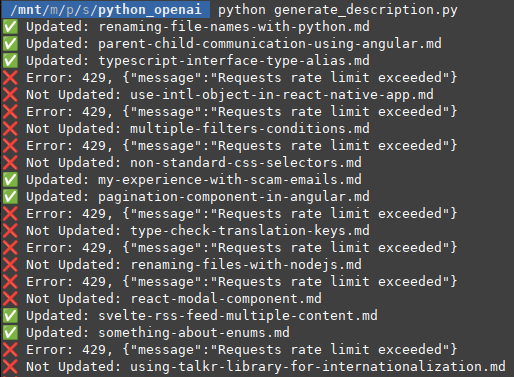 /mnt/m/p/s/python_openai python generate_description.py
✅ Updated: renaming-file-names-with-python.md
✅ Updated: parent-child-communication-using-angular.md
✅ Updated: typescript-interface-type-alias.md
❌ Error: 429, {"message":"Requests rate limit exceeded"}
❌ Not Updated: use-intl-object-in-react-native-app.md
❌ Error: 429, {"message":"Requests rate limit exceeded"}
❌ Not Updated: multiple-filters-conditions.md
❌ Error: 429, {"message":"Requests rate limit exceeded"}
❌ Not Updated: non-standard-css-selectors.md
✅ Updated: my-experience-with-scam-emails.md
✅ Updated: pagination-component-in-angular.md
❌ Error: 429, {"message":"Requests rate limit exceeded"}
❌ Not Updated: type-check-translation-keys.md
❌ Error: 429, {"message":"Requests rate limit exceeded"}
❌ Not Updated: renaming-files-with-nodejs.md
❌ Error: 429, {"message":"Requests rate limit exceeded"}
❌ Not Updated: react-modal-component.md
✅ Updated: svelte-rss-feed-multiple-content.md
✅ Updated: something-about-enums.md
❌ Error: 429, {"message":"Requests rate limit exceeded"}
❌ Not Updated: using-talkr-library-for-internationalization.md